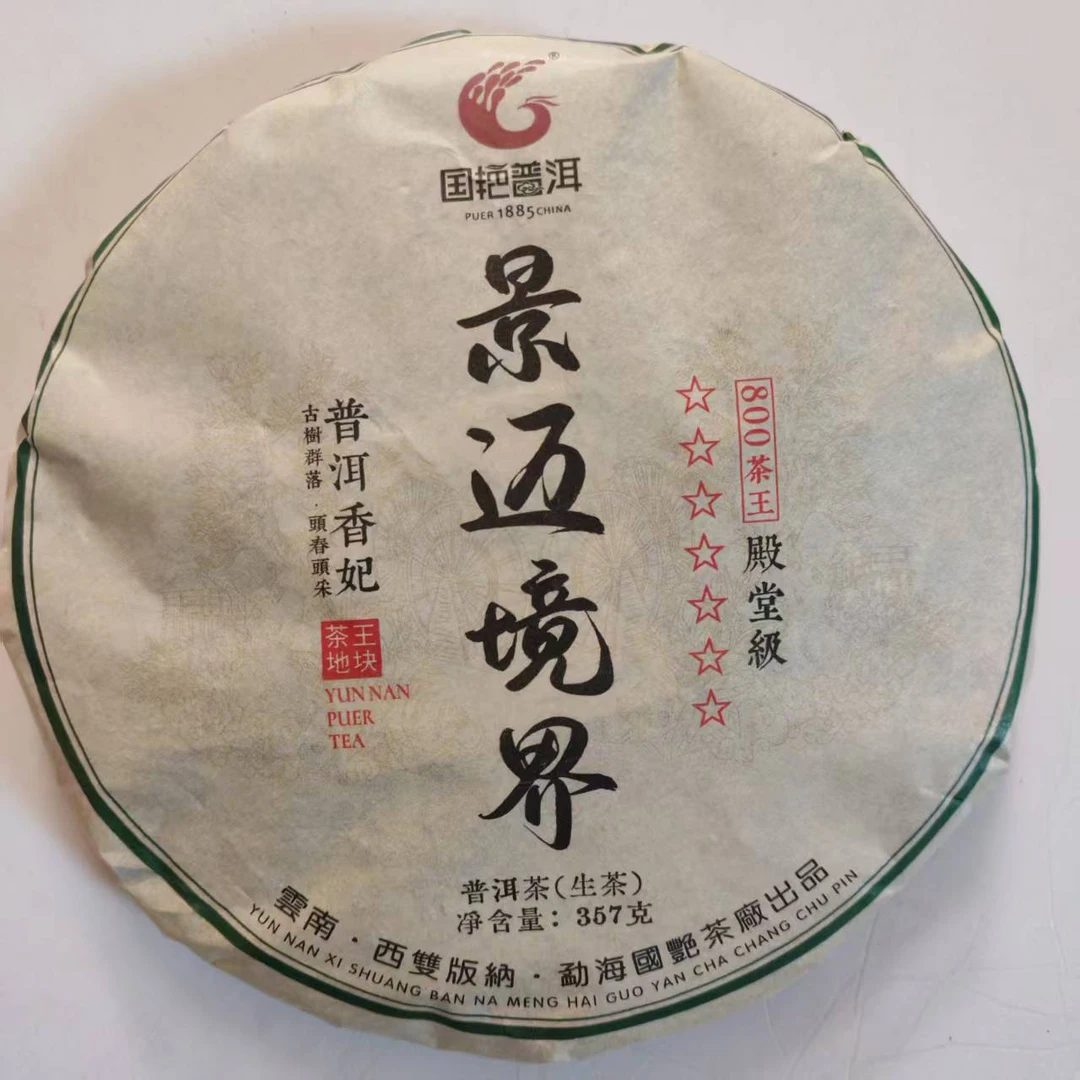 ®
国艳普洱
PUER 1885 CHINA
景迈境界
800茶王
殿堂級
普洱香妃
古樹群落·頭春頭采
茶王
地块
YUN NAN
PUER
TEA
普洱茶(生茶)
净含量：357克
雲南·西雙版納·勐海國艷茶廠出品
YUN NAN XI SHUANG BAN NA MENG HAI GUO YAN CHA CHANG CHU PIN